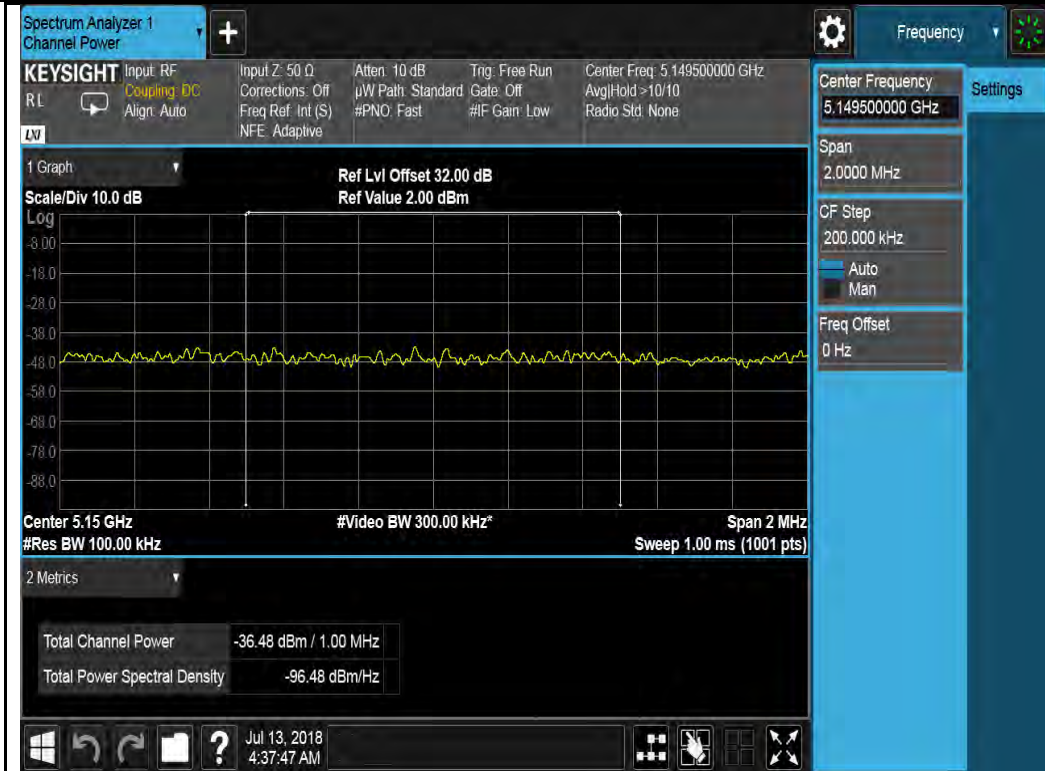 Spectrum Analyzer 1
Channel Power
+
Frequency
KEYSIGHT
R L
LXI
Input: RF
Coupling: DC
Align: Auto
Input Z: 50 Ω
Corrections: Off
Freq Ref: Int (S)
NFE: Adaptive
Atten: 10 dB
µW Path: Standard
#PNO: Fast
Trig: Free Run
Gate: Off
#IF Gain: Low
Center Freq: 5.149500000 GHz
Avg|Hold >10/10
Radio Std: None
Center Frequency
5.149500000 GHz
Settings
Span
2.0000 MHz
CF Step
200.000 kHz
Auto
Man
Freq Offset
0 Hz
1 Graph
Scale/Div 10.0 dB
Ref Lvl Offset 32.00 dB
Ref Value 2.00 dBm
Log
-8.00
-18.0
-28.0
-38.0
-48.0
-58.0
-68.0
-78.0
-88.0
Center 5.15 GHz
#Video BW 300.00 kHz*
Span 2 MHz
#Res BW 100.00 kHz
Sweep 1.00 ms (1001 pts)
2 Metrics
Total Channel Power -36.48 dBm / 1.00 MHz
Total Power Spectral Density -96.48 dBm/Hz
?
Jul 13, 2018
4:37:47 AM